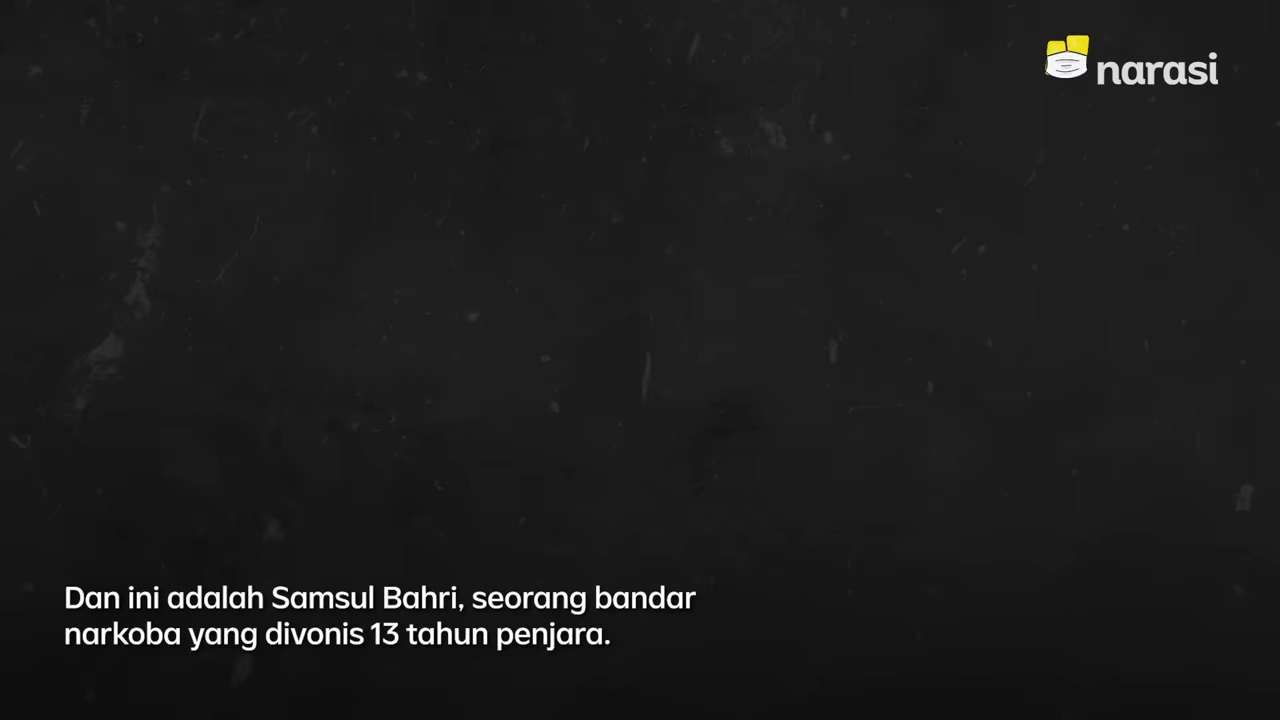 narasi
Dan ini adalah Samsul Bahri, seorang bandar
narkoba yang divonis 13 tahun penjara.